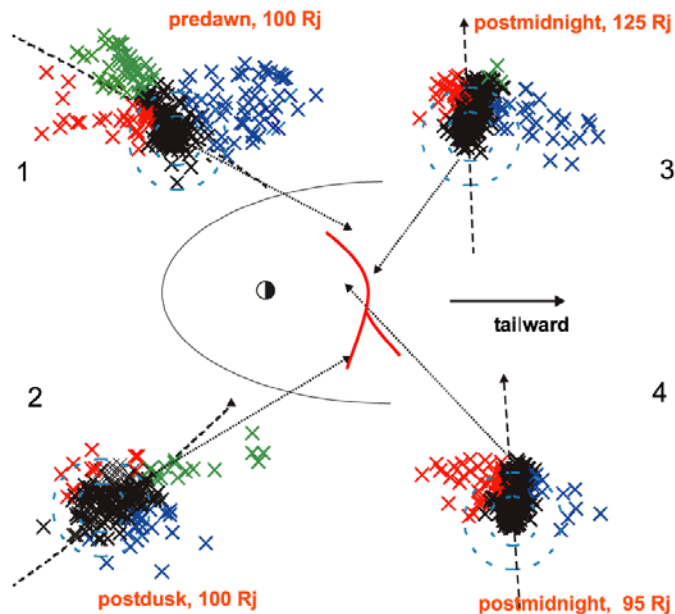 predawn, 100 Rj
postmidnight, 125 Rj
1
3
tailward
2
4
postdusk, 100 Rj
postmidnight, 95 Rj